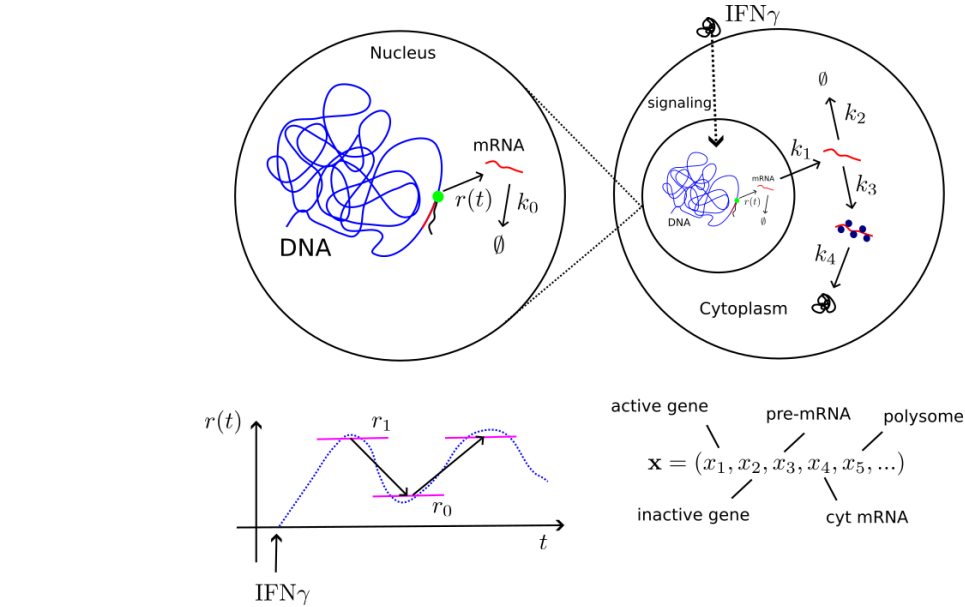 Nucleus
mRNA
r(t)
k₀
∅
DNA
IFNγ
signaling
∅
k₂
k₁
k₃
mRNA
r(t)
∅
DNA
k₄
Cytoplasm
r(t)
r₁
r₀
t
IFNγ
active gene
pre-mRNA
polysome
x = (x₁, x₂, x₃, x₄, x₅, ...)
inactive gene
cyt mRNA